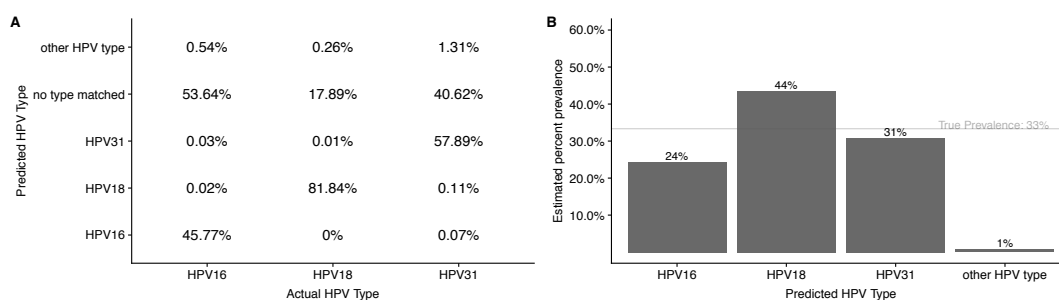 A
Predicted HPV Type
other HPV type 0.54% 0.26% 1.31%
no type matched 53.64% 17.89% 40.62%
HPV31 0.03% 0.01% 57.89%
HPV18 0.02% 81.84% 0.11%
HPV16 45.77% 0% 0.07%
HPV16 HPV18 HPV31
Actual HPV Type
B
Estimated percent prevalence
60.0%
50.0%
40.0%
30.0%
20.0%
10.0%
44%
True Prevalence: 33%
31%
24%
1%
HPV16 HPV18 HPV31 other HPV type
Predicted HPV Type